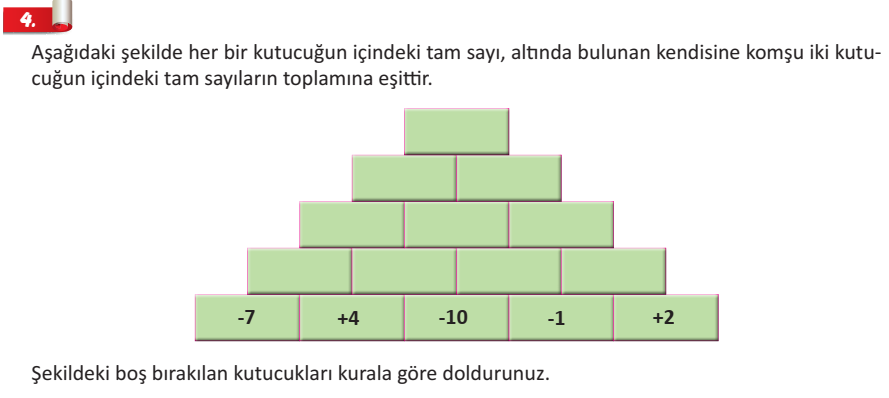 4.
Aşağıdaki şekilde her bir kutucuğun içindeki tam sayı, altında bulunan kendisine komşu iki kutu-
cuğun içindeki tam sayıların toplamına eşittir.
-7 +4 -10 -1 +2
Şekildeki boş bırakılan kutucukları kurala göre doldurunuz.